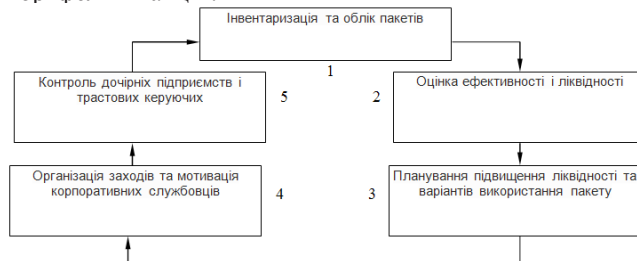 Інвентаризація та облік пакетів
1
Контроль дочірніх підприємств і
трастових керуючих
5
2
Оцінка ефективності і ліквідності
Організація заходів та мотивація
корпоративних службовців
4
3
Планування підвищення ліквідності та
варіантів використання пакету